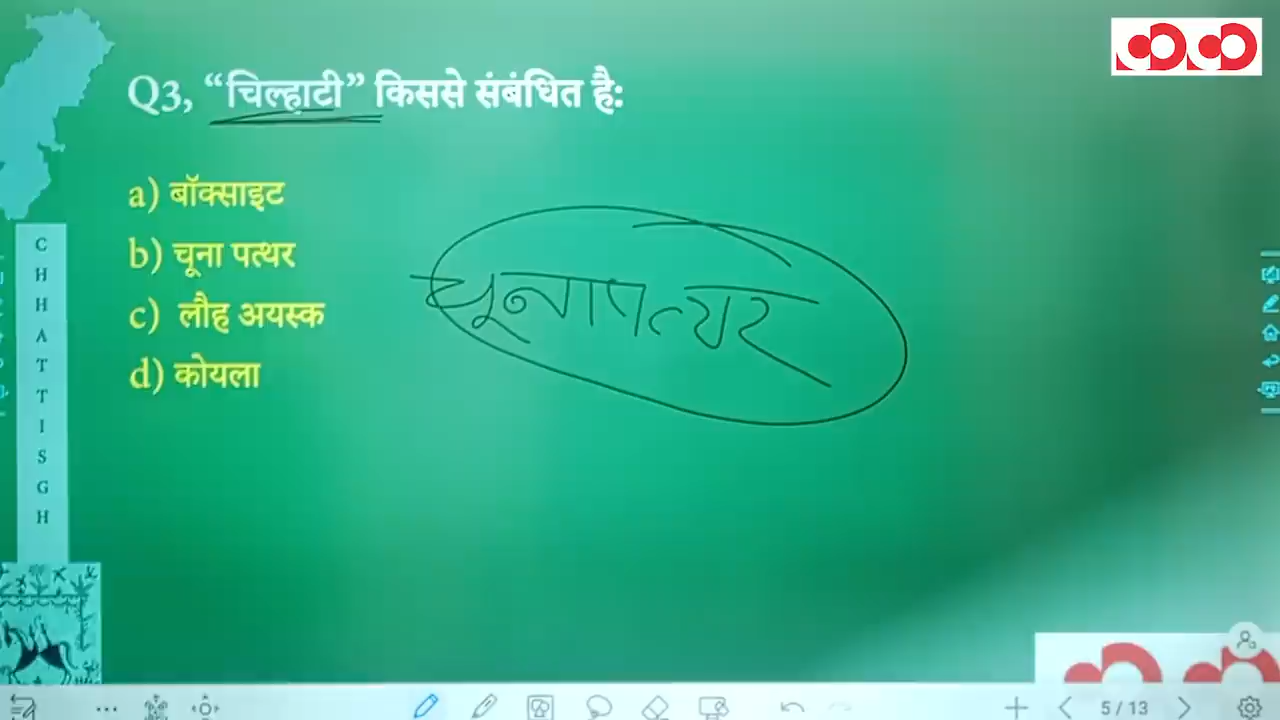 Q3, “चिल्हाटी” किससे संबंधित है:
a) बॉक्साइट
b) चूना पत्थर
c) लौह अयस्क
d) कोयला
चूनापत्थर
C
H
H
A
T
T
I
S
G
H
5 / 13